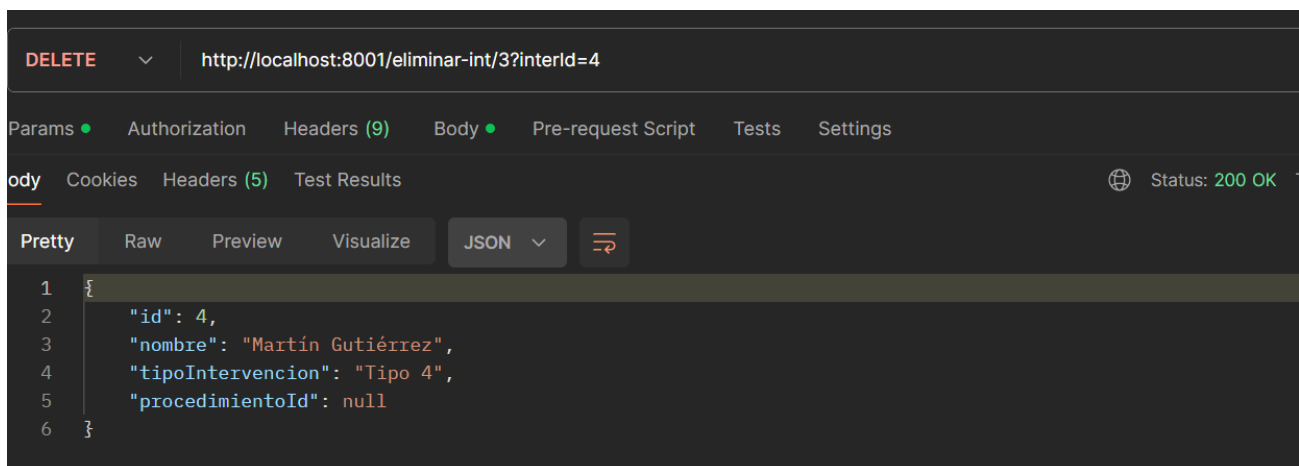 DELETE http://localhost:8001/eliminar-int/3?interId=4
Params Authorization Headers (9) Body Pre-request Script Tests Settings
ody Cookies Headers (5) Test Results Status: 200 OK
Pretty Raw Preview Visualize JSON
1 {
2 "id": 4,
3 "nombre": "Martín Gutiérrez",
4 "tipoIntervencion": "Tipo 4",
5 "procedimientoId": null
6 }